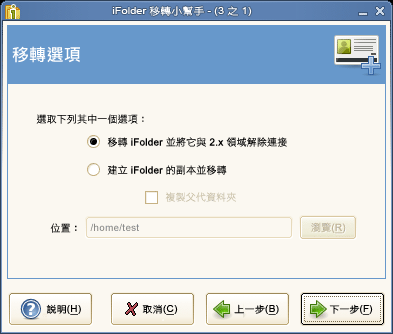 iFolder 移轉小幫手 - (3 之 1)
移轉選項
選取下列其中一個選項：
移轉 iFolder 並將它與 2.x 領域解除連接
建立 iFolder 的副本並移轉
複製父代資料夾
位置： /home/test 瀏覽(R)
說明(H) 取消(C) 上一步(B) 下一步(F)